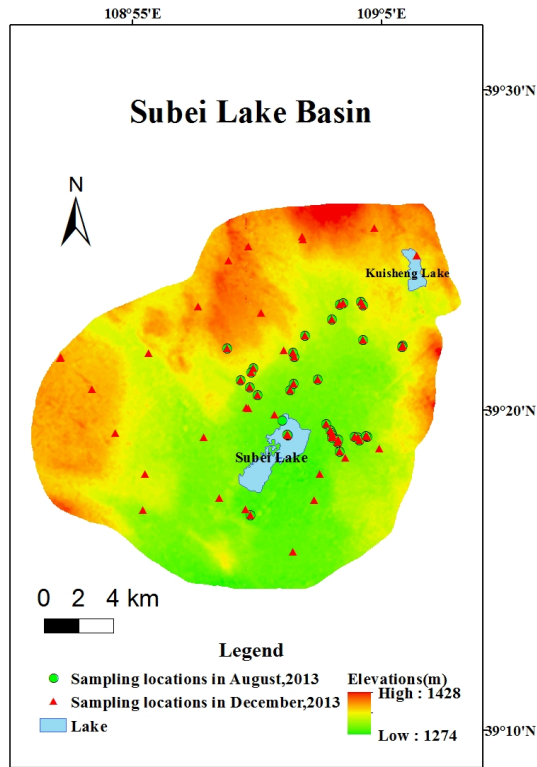 108°55'E
109°5'E
39°30'N
Subei Lake Basin
N
Kuisheng Lake
39°20'N
Subei Lake
0 2 4 km
Legend
Sampling locations in August,2013
Elevations(m)
Sampling locations in December,2013
High : 1428
Lake
Low : 1274
39°10'N